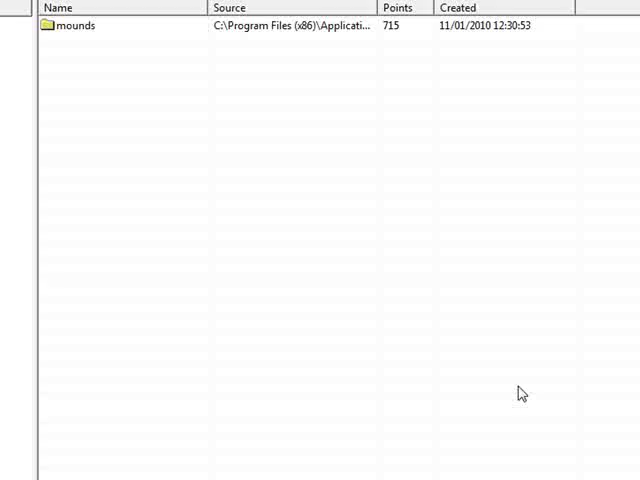 Name Source Points Created
mounds C:\Program Files (x86)\Applicati... 715 11/01/2010 12:30:53